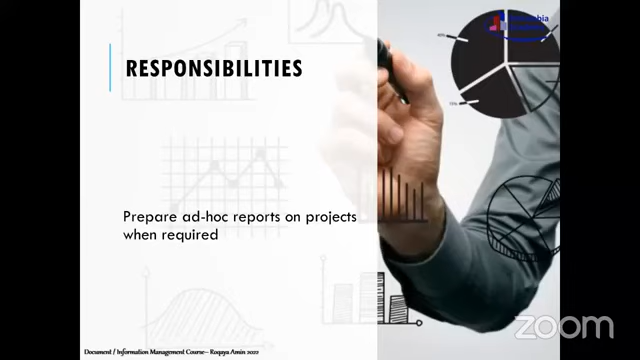 RESPONSIBILITIES
Prepare ad-hoc reports on projects
when required
Document / Information Management Course– Roqaya Amin 2022
zoom